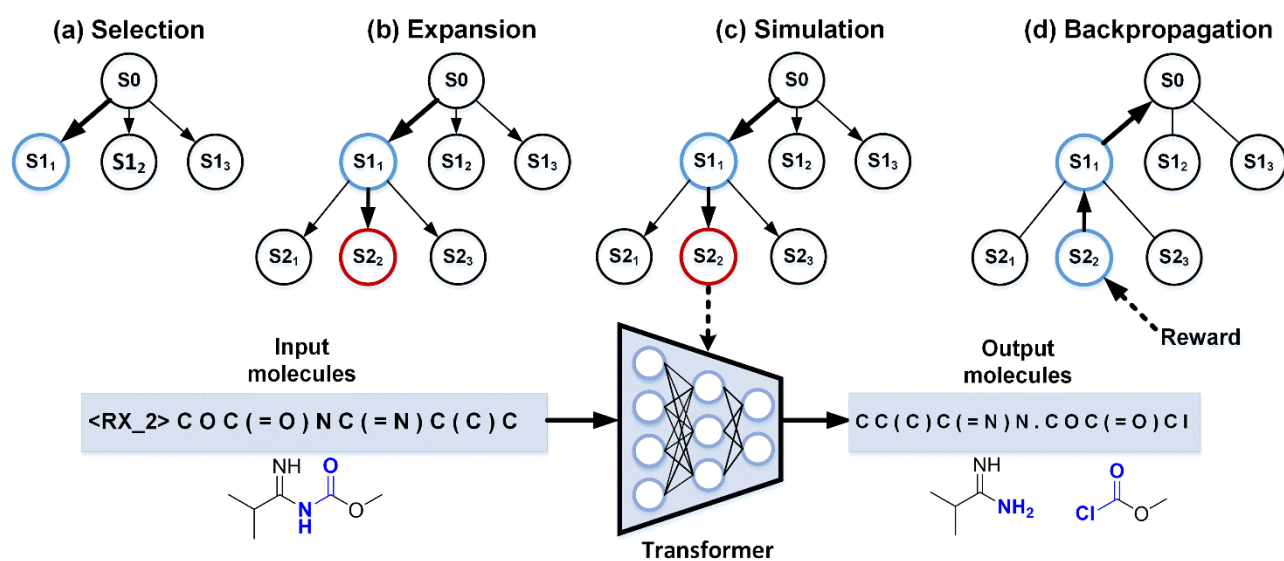 (a) Selection
(b) Expansion
(c) Simulation
(d) Backpropagation
S0
S1₁
S1₂
S1₃
S0
S1₁
S1₂
S1₃
S2₁
S2₂
S2₃
S0
S1₁
S1₂
S1₃
S2₁
S2₂
S2₃
S0
S1₁
S1₂
S1₃
S2₁
S2₂
S2₃
Reward
Input
molecules
<RX_2> C O C ( = O ) N C ( = N ) C ( C ) C
NH
O
N
H
O
Transformer
Output
molecules
C C ( C ) C ( = N ) N . C O C ( = O ) Cl
NH
NH₂
O
Cl
O